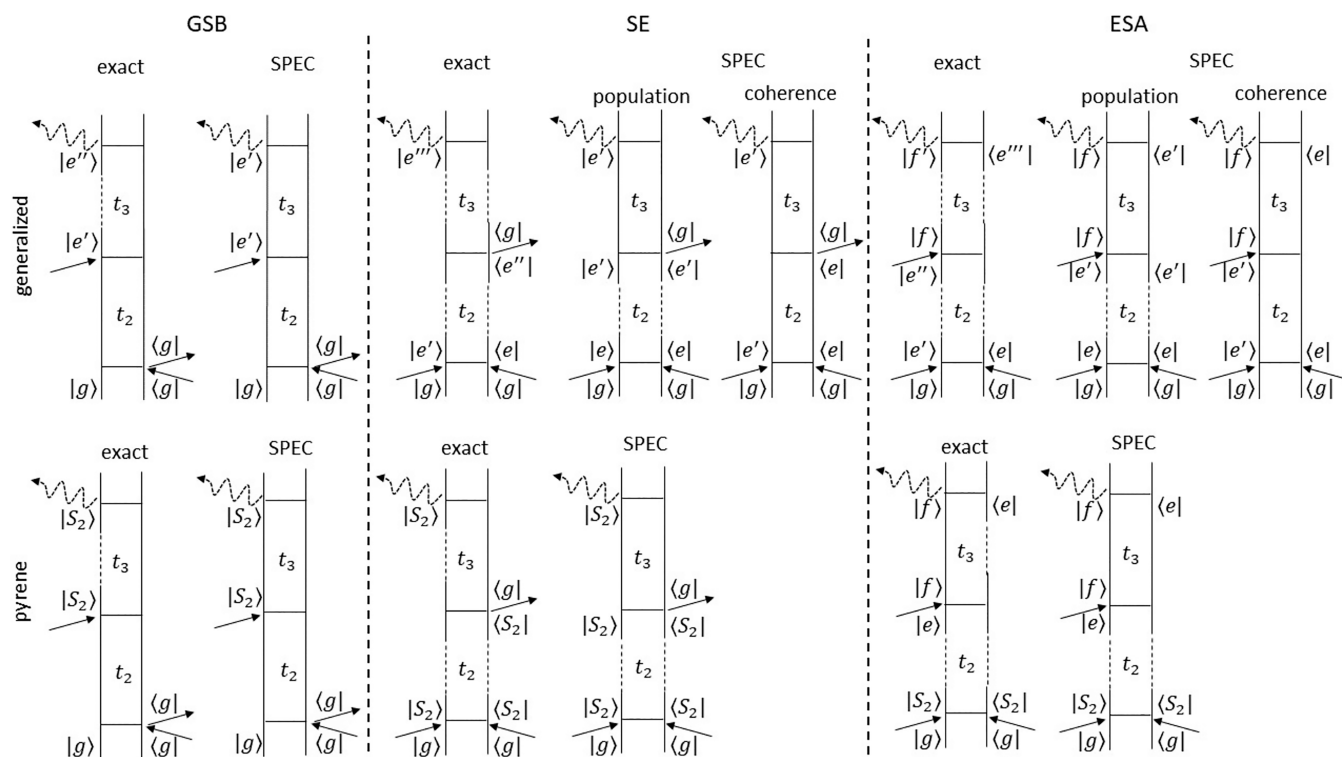 GSB SE ESA
exact SPEC exact SPEC exact SPEC
population coherence population coherence
generalized
|e''⟩ |e'⟩ |e'''⟩ |e'⟩ |e'⟩ |f'⟩ ⟨e'''| |f⟩ ⟨e'| |f⟩ ⟨e|
t₃ t₃ t₃ t₃ t₃ t₃ t₃ t₃
|e'⟩ |e'⟩ ⟨g| ⟨g| ⟨g| |f⟩ |f⟩ |f⟩
⟨e''| |e'⟩ ⟨e'| ⟨e| |e''⟩ |e'⟩ ⟨e'| |e'⟩
t₂ t₂ t₂ t₂ t₂ t₂ t₂ t₂
⟨g| ⟨g| |e'⟩ ⟨e| |e⟩ ⟨e| |e'⟩ ⟨e| |e'⟩ ⟨e| |e⟩ ⟨e| |e'⟩ ⟨e|
|g⟩ ⟨g| |g⟩ ⟨g| |g⟩ ⟨g| |g⟩ ⟨g| |g⟩ ⟨g| |g⟩ ⟨g| |g⟩ ⟨g| |g⟩ ⟨g|
exact SPEC exact SPEC exact SPEC
pyrene
|S₂⟩ |S₂⟩ |S₂⟩ |S₂⟩ |f⟩ ⟨e| |f⟩ ⟨e|
t₃ t₃ t₃ t₃ t₃ t₃
|S₂⟩ |S₂⟩ ⟨g| ⟨g| |f⟩ |f⟩
⟨S₂| |S₂⟩ ⟨S₂| |e⟩ |e⟩
t₂ t₂ t₂ t₂ t₂ t₂
⟨g| ⟨g| |S₂⟩ ⟨S₂| |S₂⟩ ⟨S₂| |S₂⟩ ⟨S₂| |S₂⟩ ⟨S₂|
|g⟩ ⟨g| |g⟩ ⟨g| |g⟩ ⟨g| |g⟩ ⟨g| |g⟩ ⟨g| |g⟩ ⟨g|